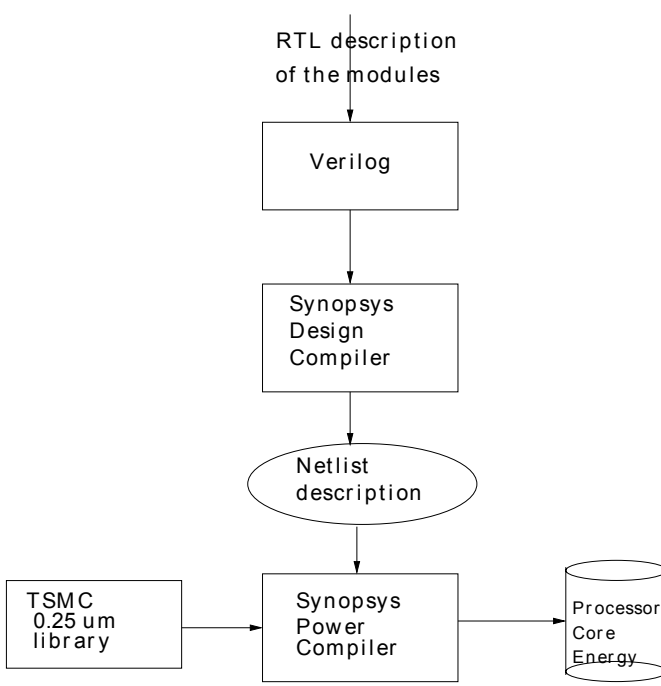 RTL description
of the modules
Verilog
Synopsys
Design
Compiler
Netlist
description
TSMC
0.25 um
library
Synopsys
Power
Compiler
Processor
Core
Energy